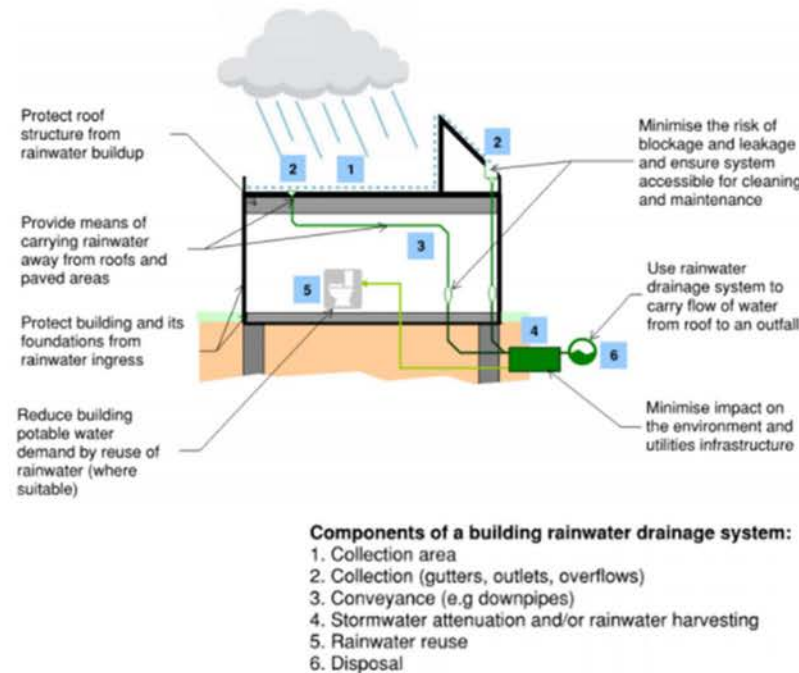 Protect roof
structure from
rainwater buildup
Provide means of
carrying rainwater
away from roofs and
paved areas
Protect building and its
foundations from
rainwater ingress
Reduce building
potable water
demand by reuse of
rainwater (where
suitable)
2
1
2
3
5
4
6
Minimise the risk of
blockage and leakage
and ensure system
accessible for cleaning
and maintenance
Use rainwater
drainage system to
carry flow of water
from roof to an outfall
Minimise impact on
the environment and
utilities infrastructure
Components of a building rainwater drainage system:
1. Collection area
2. Collection (gutters, outlets, overflows)
3. Conveyance (e.g downpipes)
4. Stormwater attenuation and/or rainwater harvesting
5. Rainwater reuse
6. Disposal